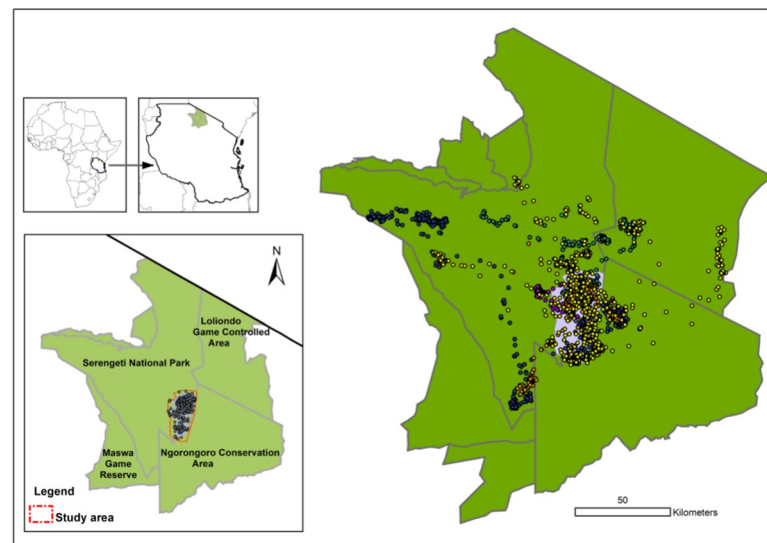 N
Loliondo
Game Controlled
Area
Serengeti National Park
Maswa
Game
Reserve
Ngorongoro Conservation
Area
Legend
Study area
50
Kilometers